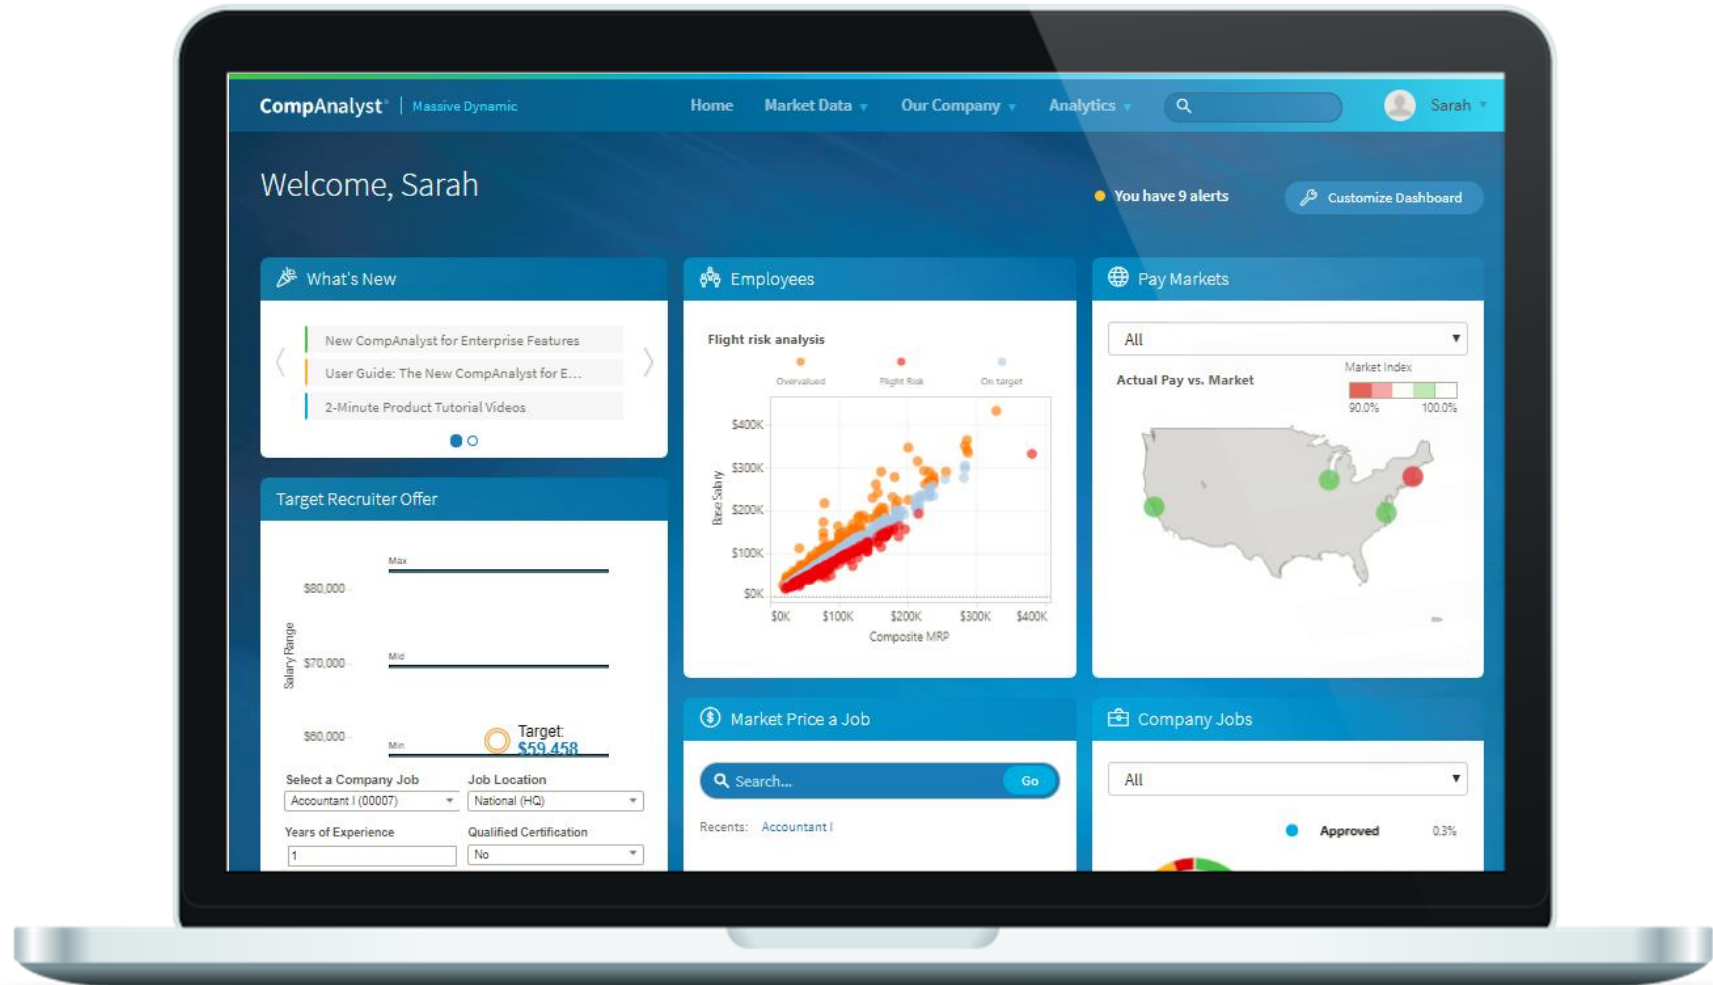 CompAnalyst® | Massive Dynamic
Home
Market Data
Our Company
Analytics
Sarah
Welcome, Sarah
You have 9 alerts
Customize Dashboard
What's New
New CompAnalyst for Enterprise Features
User Guide: The New CompAnalyst for E...
2-Minute Product Tutorial Videos
Target Recruiter Offer
Max
$80,000
Salary Range
Mid
$70,000
Target:
$60,000
Min
$59,458
Select a Company Job
Job Location
Accountant I (00007)
National (HQ)
Years of Experience
Qualified Certification
1
No
Employees
Flight risk analysis
Overvalued
Flight Risk
On target
Base Salary
$400K
$300K
$200K
$100K
$0K
$0K
$100K
$200K
$300K
$400K
Composite MRP
Pay Markets
All
Market Index
Actual Pay vs. Market
90.0%
100.0%
Market Price a Job
Search...
Go
Recents: Accountant I
Company Jobs
All
Approved
0.3%